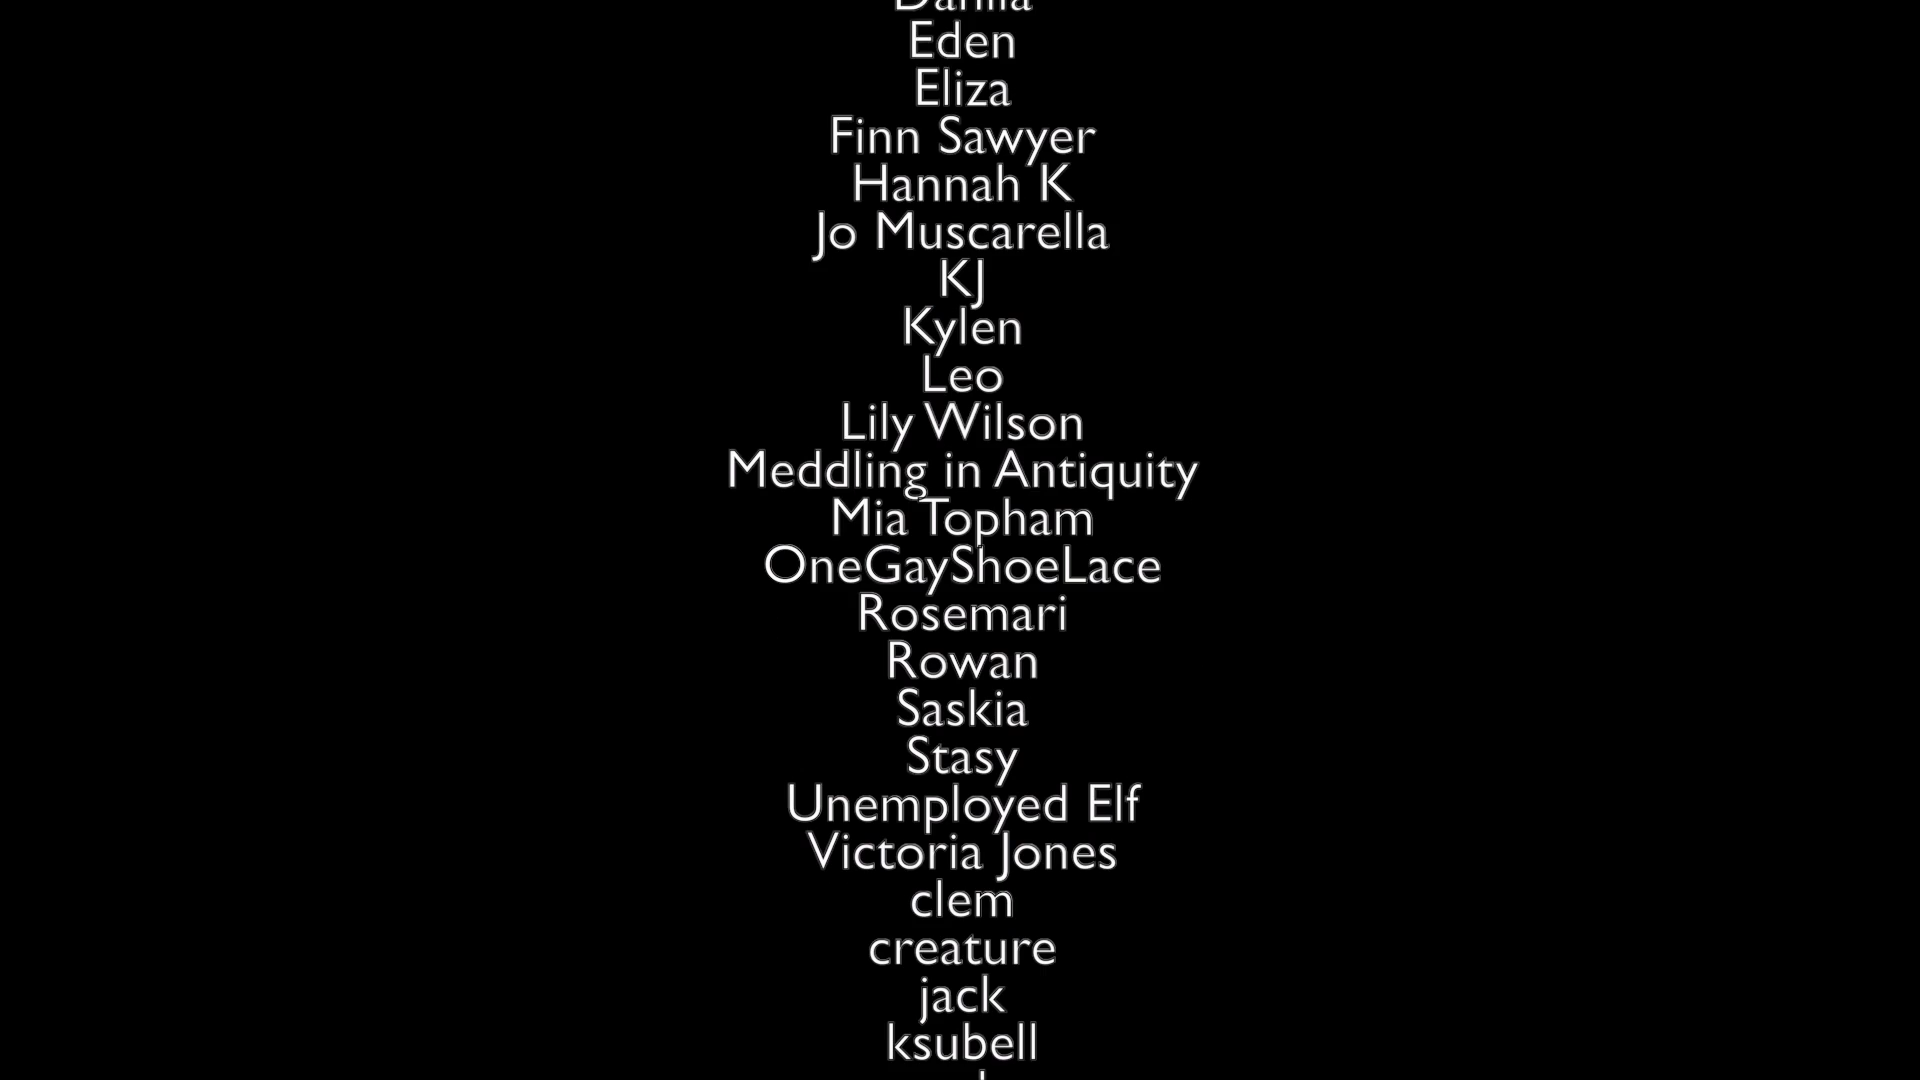 Eden
Eliza
Finn Sawyer
Hannah K
Jo Muscarella
KJ
Kylen
Leo
Lily Wilson
Meddling in Antiquity
Mia Topham
OneGayShoeLace
Rosemari
Rowan
Saskia
Stasy
Unemployed Elf
Victoria Jones
clem
creature
jack
ksubell